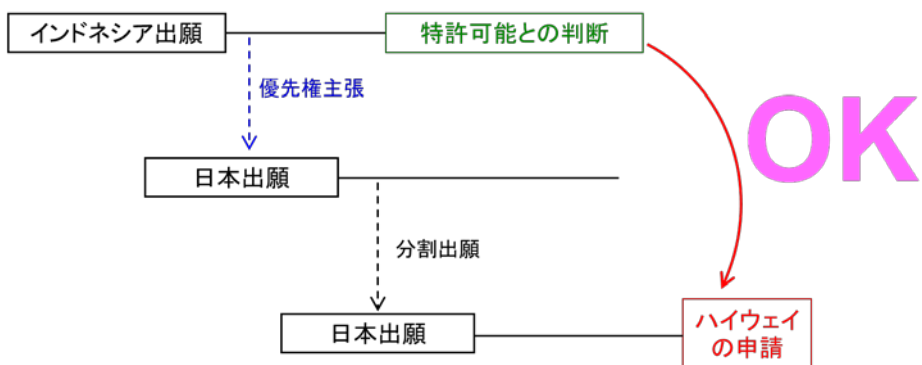 インドネシア出願
特許可能との判断
優先権主張
OK
日本出願
分割出願
日本出願
ハイウェイ
の申請